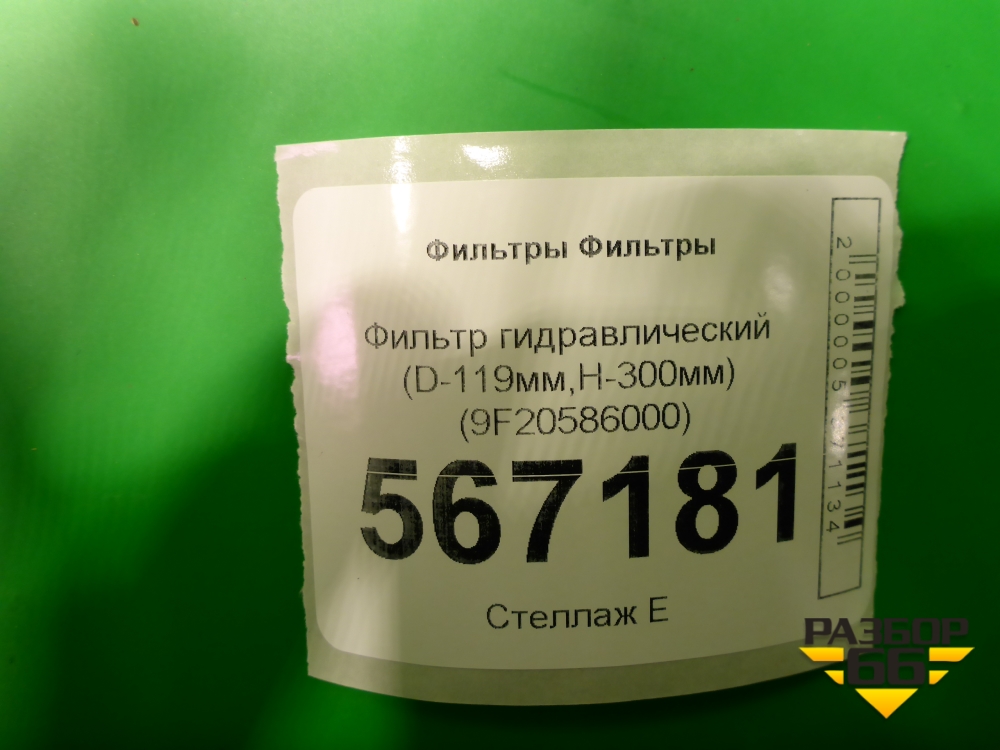 Фильтры Фильтры
Фильтр гидравлический
(D-119мм,H-300мм)
(9F20586000)
567181
Стеллаж Е
РАЗБОР
66